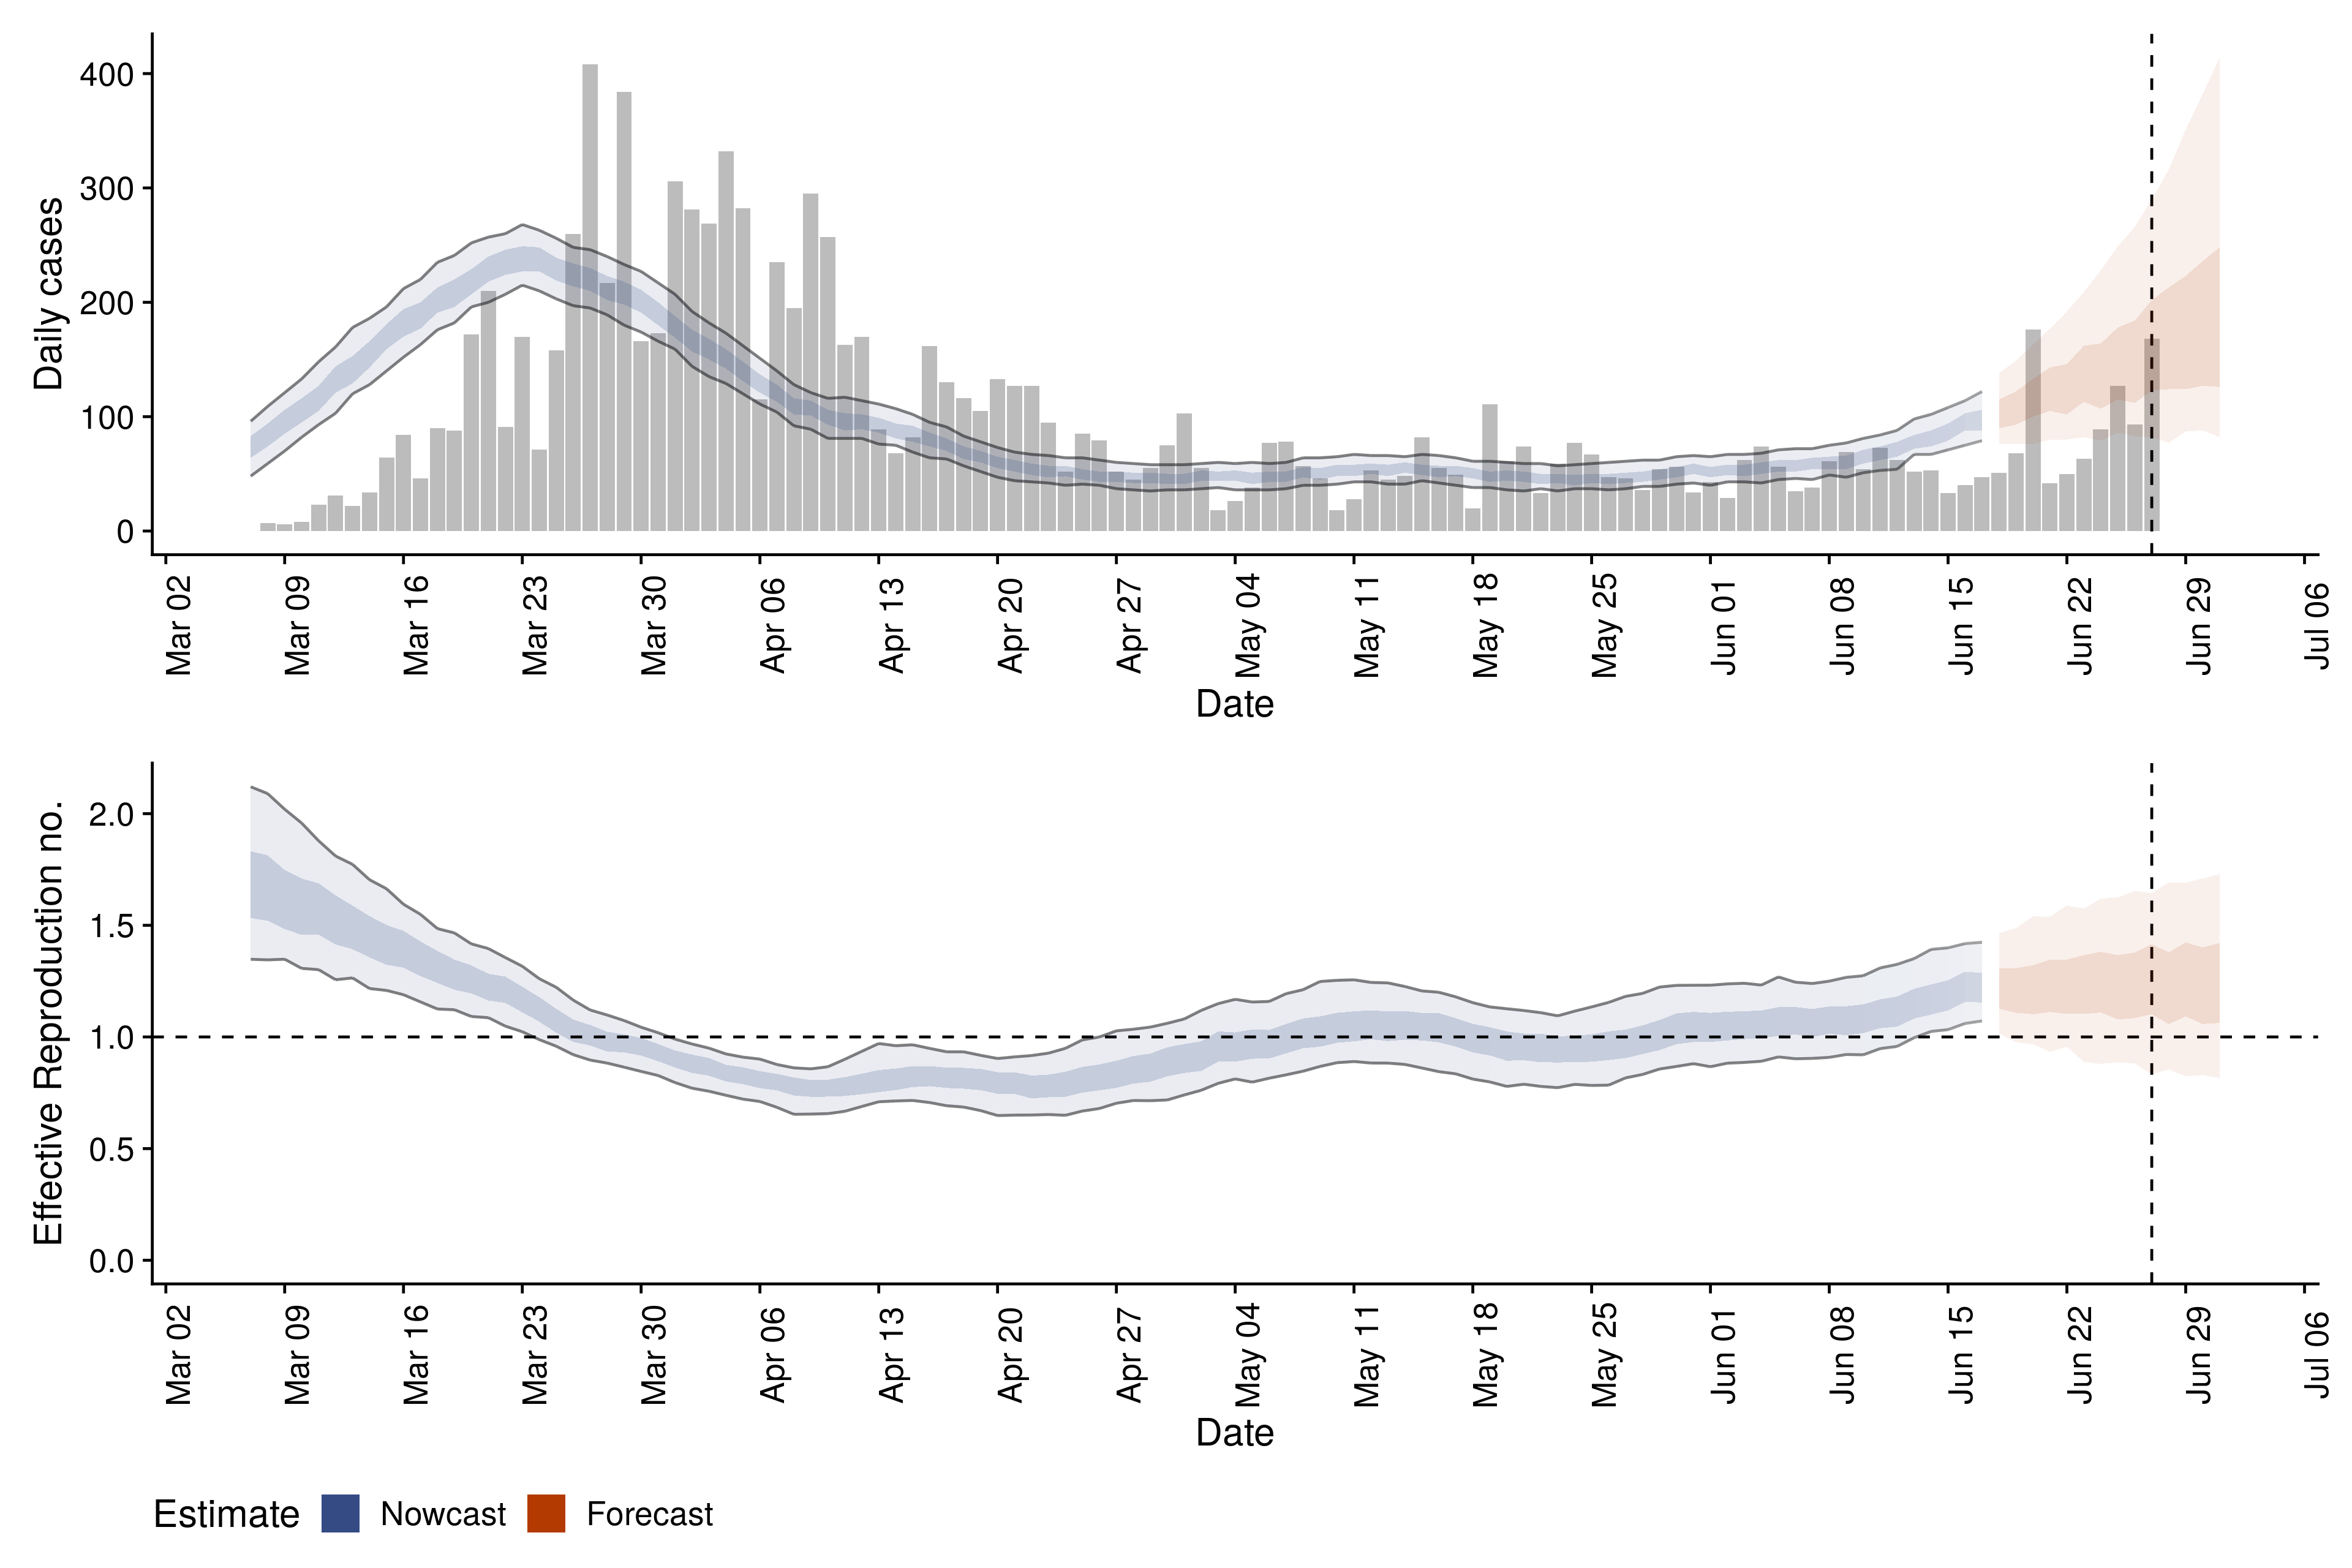 Daily cases
400
300
200
100
0
Mar 02
Mar 09
Mar 16
Mar 23
Mar 30
Apr 06
Apr 13
Apr 20
Apr 27
May 04
May 11
May 18
May 25
Jun 01
Jun 08
Jun 15
Jun 22
Jun 29
Jul 06
Date
Effective Reproduction no.
2.0
1.5
1.0
0.5
0.0
Mar 02
Mar 09
Mar 16
Mar 23
Mar 30
Apr 06
Apr 13
Apr 20
Apr 27
May 04
May 11
May 18
May 25
Jun 01
Jun 08
Jun 15
Jun 22
Jun 29
Jul 06
Date
Estimate Nowcast Forecast